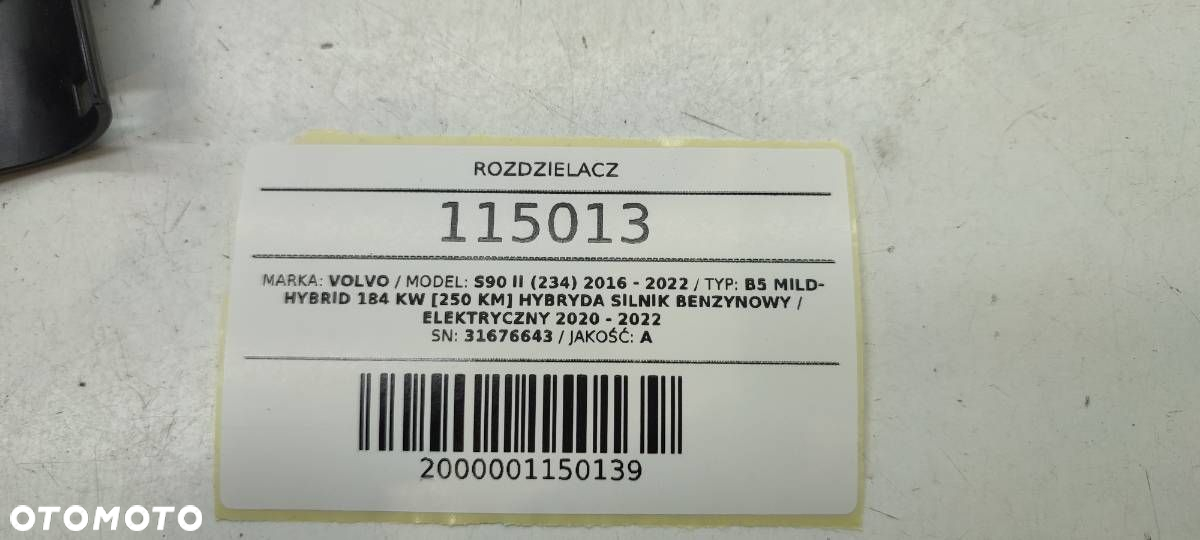 ROZDZIELACZ
115013
MARKA: VOLVO / MODEL: S90 II (234) 2016 - 2022 / TYP: B5 MILD-
HYBRID 184 KW [250 KM] HYBRYDA SILNIK BENZYNOWY /
ELEKTRYCZNY 2020 - 2022
SN: 31676643 / JAKOŚĆ: A
2000001150139
OTOMOTO